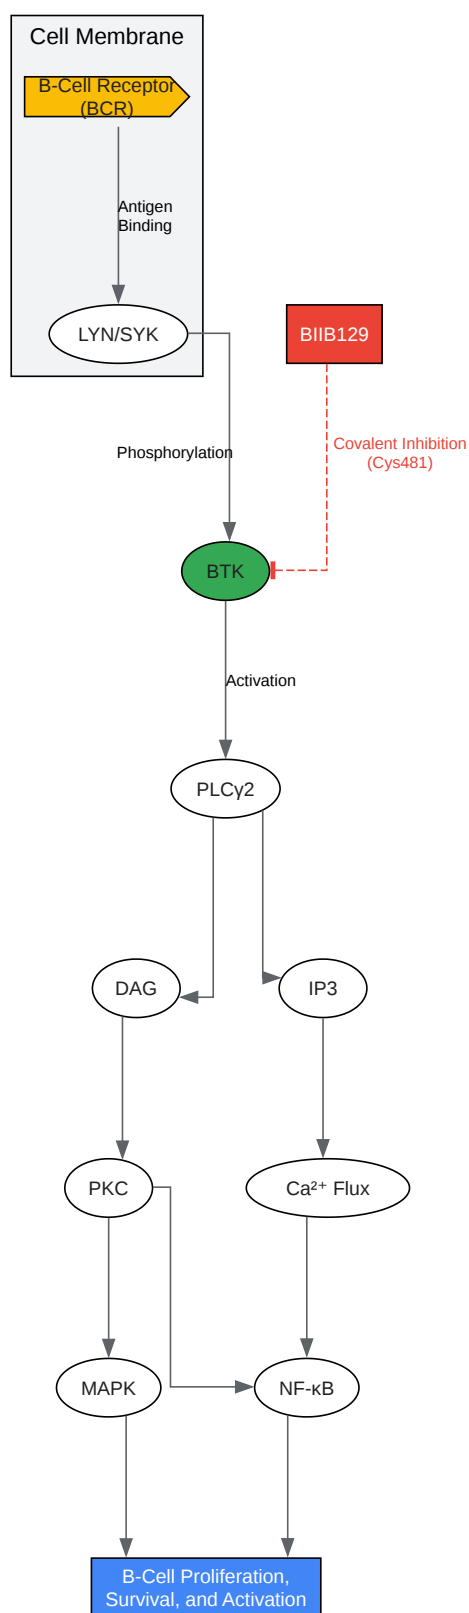 Cell Membrane
B-Cell Receptor
(BCR)
Antigen
Binding
LYN/SYK
BIIB129
Phosphorylation
Covalent Inhibition
(Cys481)
BTK
Activation
PLCγ2
DAG
IP3
PKC
Ca²⁺ Flux
MAPK
NF-κB
B-Cell Proliferation,
Survival, and Activation